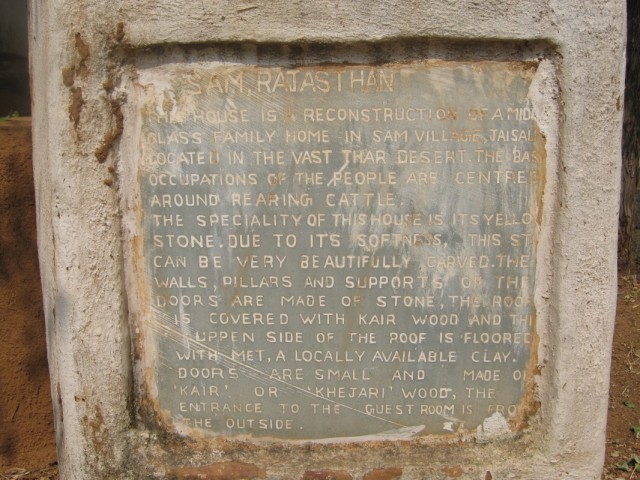 SAM, RAJASTHAN
THIS HOUSE IS A RECONSTRUCTION OF A MIDD
CLASS FAMILY HOME IN SAM VILLAGE, JAISAL
LOCATED IN THE VAST THAR DESERT. THE BAS
OCCUPATIONS OF THE PEOPLE ARE CENTRED
AROUND REARING CATTLE.
THE SPECIALITY OF THIS HOUSE IS ITS YELLO
STONE. DUE TO ITS SOFTNESS, THIS ST
CAN BE VERY BEAUTIFULLY CARVED. THE
WALLS, PILLARS AND SUPPORTS OF THE
DOORS ARE MADE OF STONE, THE ROOF
IS COVERED WITH KAIR WOOD AND THE
UPPEN SIDE OF THE ROOF IS FLOORED
WITH MET, A LOCALLY AVAILABLE CLAY.
DOORS ARE SMALL AND MADE OF
'KAIR' OR 'KHEJARI' WOOD, THE
ENTRANCE TO THE GUEST ROOM IS FROM
THE OUTSIDE.